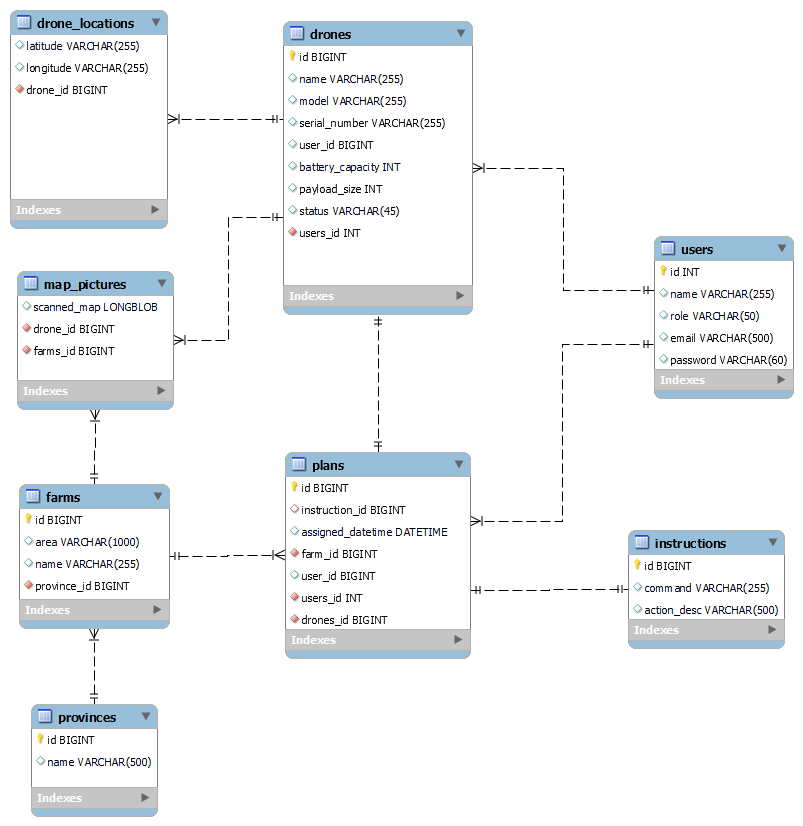 drone_locations
latitude VARCHAR(255)
longitude VARCHAR(255)
drone_id BIGINT
Indexes
drones
id BIGINT
name VARCHAR(255)
model VARCHAR(255)
serial_number VARCHAR(255)
user_id BIGINT
battery_capacity INT
payload_size INT
status VARCHAR(45)
users_id INT
Indexes
users
id INT
name VARCHAR(255)
role VARCHAR(50)
email VARCHAR(500)
password VARCHAR(60)
Indexes
map_pictures
scanned_map LONGBLOB
drone_id BIGINT
farms_id BIGINT
Indexes
plans
id BIGINT
instruction_id BIGINT
assigned_datetime DATETIME
farm_id BIGINT
user_id BIGINT
users_id INT
drones_id BIGINT
Indexes
farms
id BIGINT
area VARCHAR(1000)
name VARCHAR(255)
province_id BIGINT
Indexes
instructions
id BIGINT
command VARCHAR(255)
action_desc VARCHAR(500)
Indexes
provinces
id BIGINT
name VARCHAR(500)
Indexes